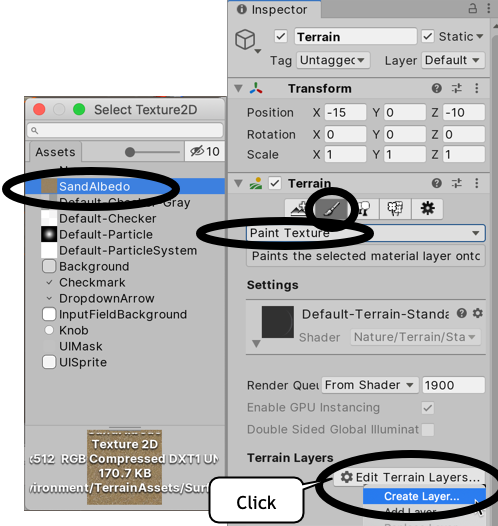 Inspector
Terrain
Static
Tag Untagged Layer Default
Transform
Position X -15 Y 0 Z -10
Rotation X 0 Y 0 Z 0
Scale X 1 Y 1 Z 1
Terrain
Paint Texture
Paints the selected material layer onto
Settings
Default-Terrain-Standa
Shader Nature/Terrain/Sta
Render Queu From Shader 1900
Enable GPU Instancing
Double Sided Global Illuminat
Terrain Layers
Edit Terrain Layers...
Create Layer...
Add Layer
Click
Select Texture2D
Assets
10
SandAlbedo
Default-Checker-Gray
Default-Checker
Default-Particle
Default-ParticleSystem
Background
Checkmark
DropdownArrow
InputFieldBackground
Knob
UIMask
UISprite
SandAlbedo
Texture 2D
:512 RGB Compressed DXT1 UN
170.7 KB
/ironment/TerrainAssets/Surf